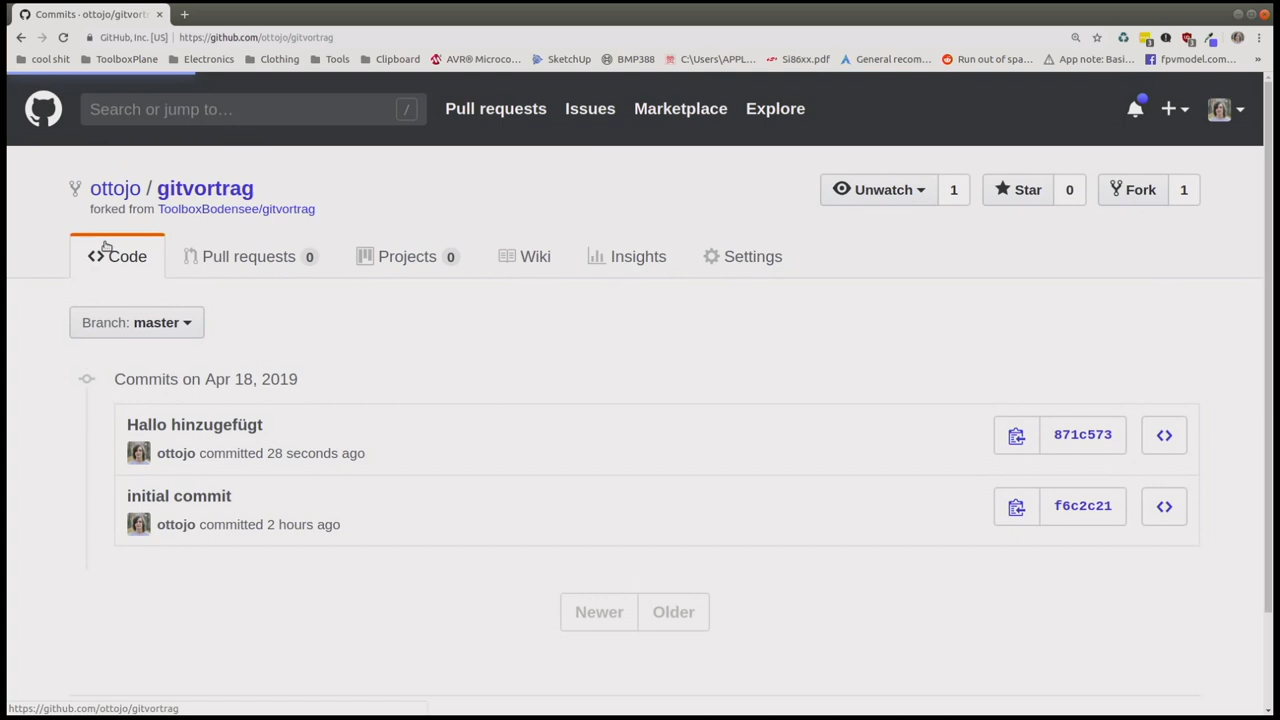 Commits · ottojo/gitvort
GitHub, Inc. [US] https://github.com/ottojo/gitvortrag
cool shit ToolboxPlane Electronics Clothing Tools Clipboard AVR® Microco… SketchUp BMP388 C:\Users\APPL… Si86xx.pdf General recom… Run out of spa… App note: Basi… fpvmodel.com… »
Search or jump to… / Pull requests Issues Marketplace Explore
ottojo / gitvortrag Unwatch 1 Star 0 Fork 1
forked from ToolboxBodensee/gitvortrag
Code Pull requests 0 Projects 0 Wiki Insights Settings
Branch: master
Commits on Apr 18, 2019
Hallo hinzugefügt 871c573
ottojo committed 28 seconds ago
initial commit f6c2c21
ottojo committed 2 hours ago
Newer Older
https://github.com/ottojo/gitvortrag